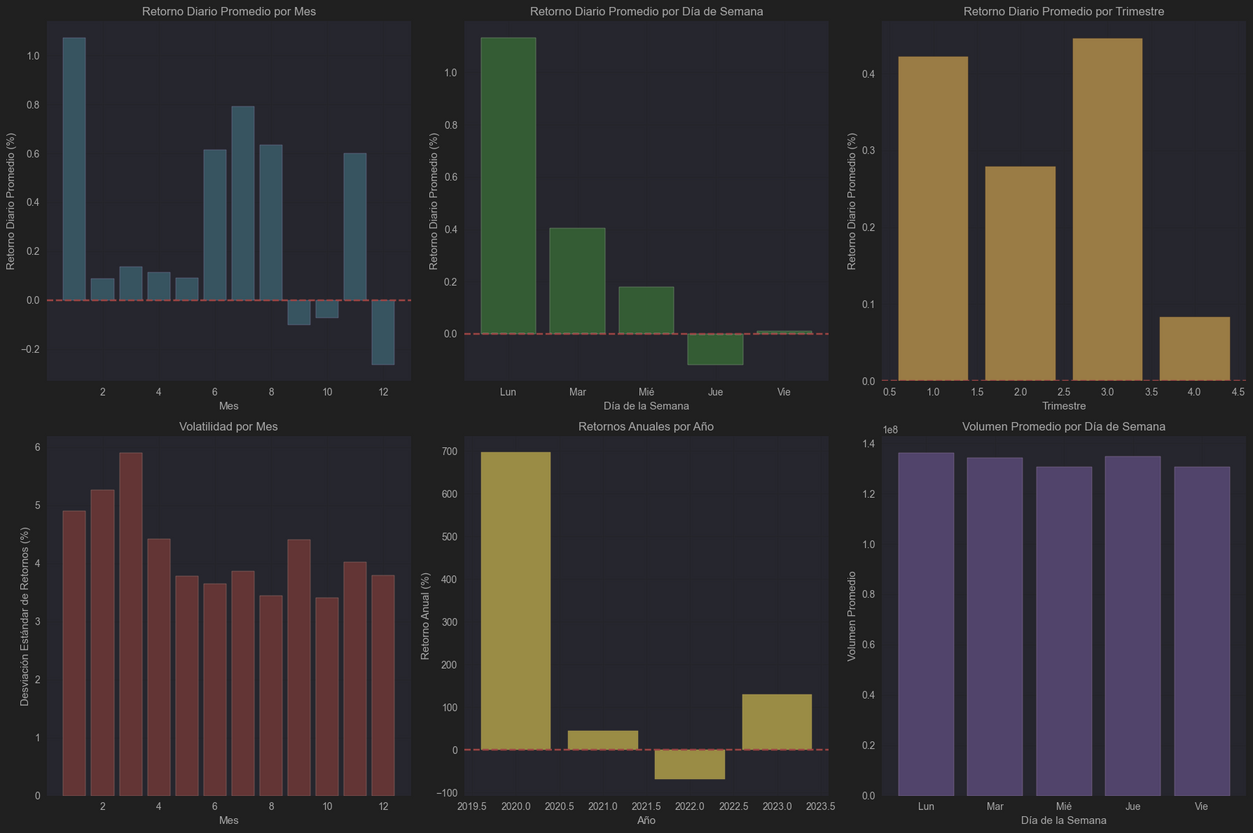 Retorno Diario Promedio por Mes
Retorno Diario Promedio (%)
1.0
0.8
0.6
0.4
0.2
0.0
−0.2
2 4 6 8 10 12
Mes
Retorno Diario Promedio por Día de Semana
Retorno Diario Promedio (%)
1.0
0.8
0.6
0.4
0.2
0.0
Lun Mar Mié Jue Vie
Día de la Semana
Retorno Diario Promedio por Trimestre
Retorno Diario Promedio (%)
0.4
0.3
0.2
0.1
0.0
0.5 1.0 1.5 2.0 2.5 3.0 3.5 4.0 4.5
Trimestre
Volatilidad por Mes
Desviación Estándar de Retornos (%)
6
5
4
3
2
1
0
2 4 6 8 10 12
Mes
Retornos Anuales por Año
Retorno Anual (%)
700
600
500
400
300
200
100
0
−100
2019.5 2020.0 2020.5 2021.0 2021.5 2022.0 2022.5 2023.0 2023.5
Año
Volumen Promedio por Día de Semana
1e8
Volumen Promedio
1.4
1.2
1.0
0.8
0.6
0.4
0.2
0.0
Lun Mar Mié Jue Vie
Día de la Semana